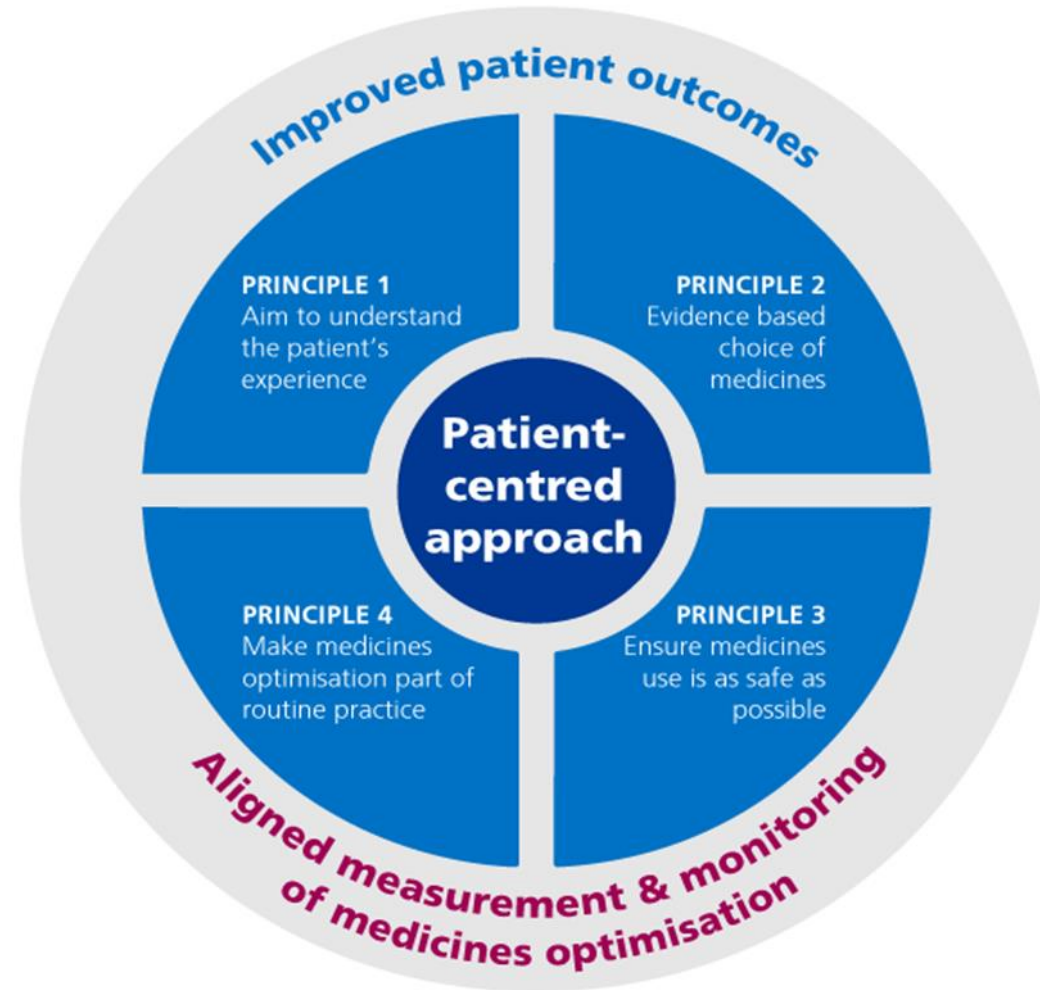 Improved patient outcomes
PRINCIPLE 1
Aim to understand
the patient's
experience
PRINCIPLE 2
Evidence based
choice of
medicines
Patient-
centred
approach
PRINCIPLE 4
Make medicines
optimisation part of
routine practice
PRINCIPLE 3
Ensure medicines
use is as safe as
possible
Aligned measurement & monitoring
of medicines optimisation